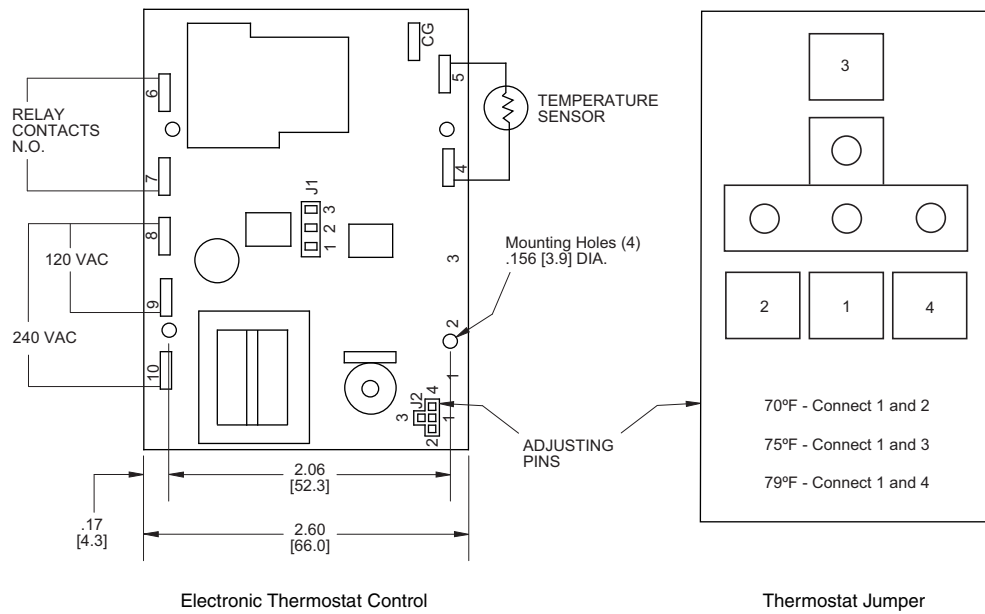 CG
5
6
RELAY
CONTACTS
N.O.
TEMPERATURE
SENSOR
4
7
J1
3
2
1
8
120 VAC
9
240 VAC
10
3
Mounting Holes (4)
.156 [3.9] DIA.
2
1
J2
4
3
1
2
ADJUSTING
PINS
2.06
[52.3]
.17
[4.3]
2.60
[66.0]
Electronic Thermostat Control
3
2
1
4
70ºF - Connect 1 and 2
75ºF - Connect 1 and 3
79ºF - Connect 1 and 4
Thermostat Jumper